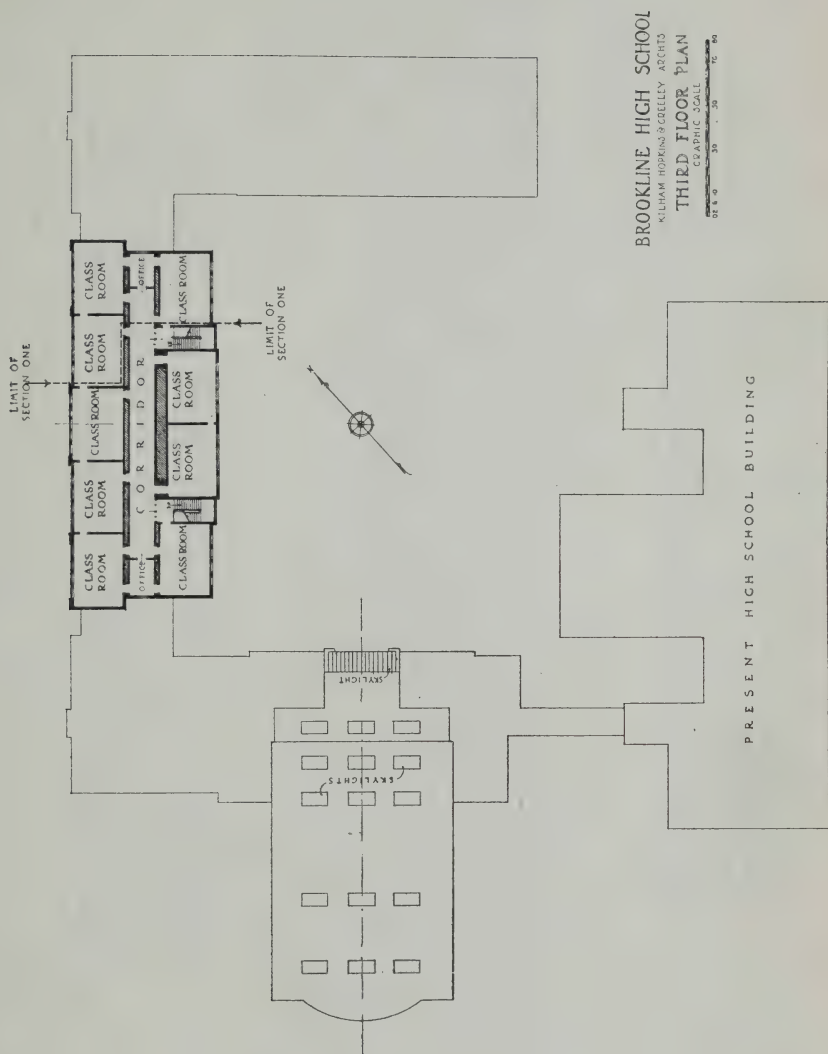 LIMIT OF
SECTION ONE
CLASS
ROOM
CLASS
ROOM
CLASS ROOM
CLASS
ROOM
CLASS
ROOM
OFFICE
CORRIDOR
OFFICE
CLASS ROOM
CLASS
ROOM
CLASS
ROOM
CLASS ROOM
LIMIT OF
SECTION ONE
SKYLIGHT
SKYLIGHTS
PRESENT HIGH SCHOOL BUILDING
BROOKLINE HIGH SCHOOL
KILHAM HOPKINS & GREELEY ARCHTS
THIRD FLOOR PLAN
GRAPHIC SCALE